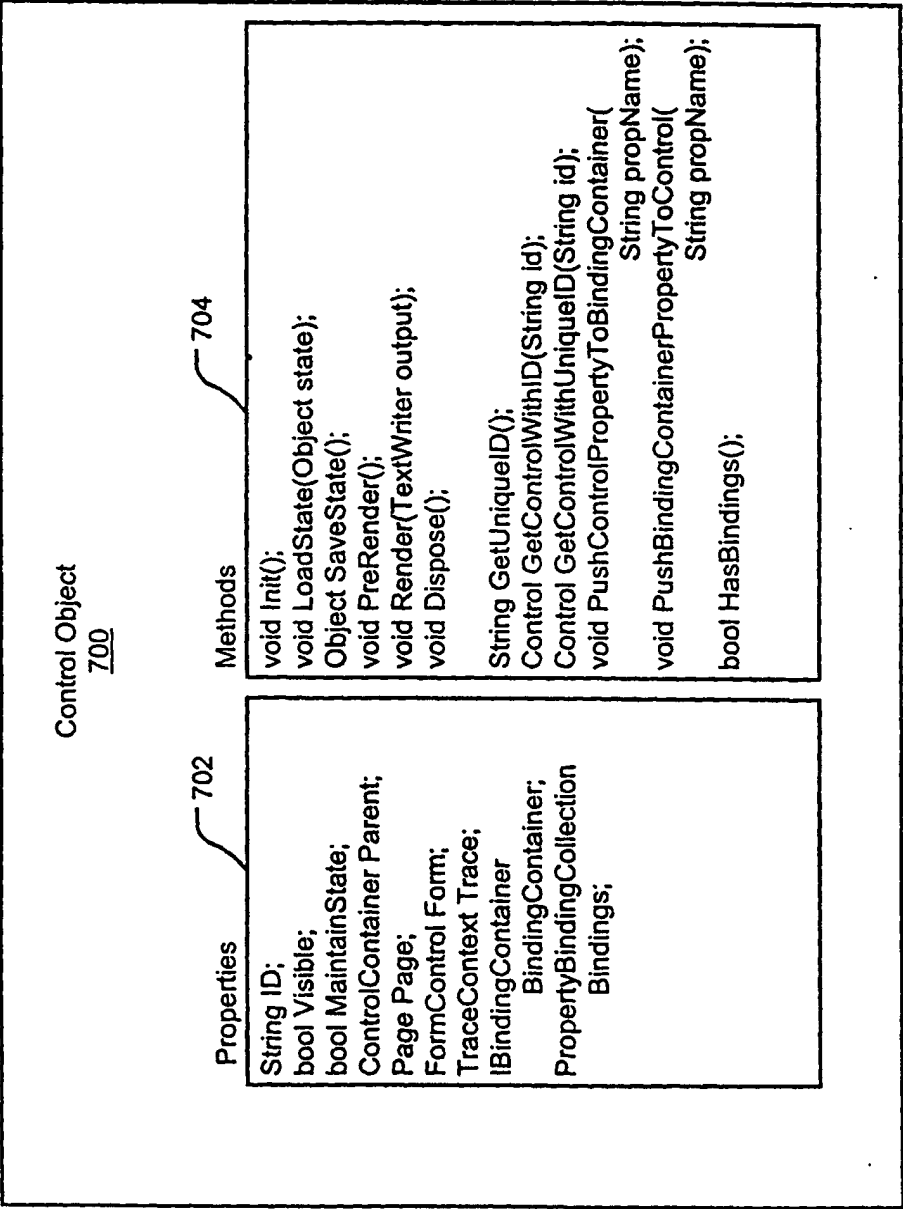 Control Object
700
Properties
702
String ID;
bool Visible;
bool MaintainState;
ControlContainer Parent;
Page Page;
FormControl Form;
TraceContext Trace;
IBindingContainer
BindingContainer;
PropertyBindingCollection
Bindings;
Methods
704
void Init();
void LoadState(Object state);
Object SaveState();
void PreRender();
void Render(TextWriter output);
void Dispose();
String GetUniqueID();
Control GetControlWithID(String id);
Control GetControlWithUniqueID(String id);
void PushControlPropertyToBindingContainer(
String propName);
void PushBindingContainerPropertyToControl(
String propName);
bool HasBindings();